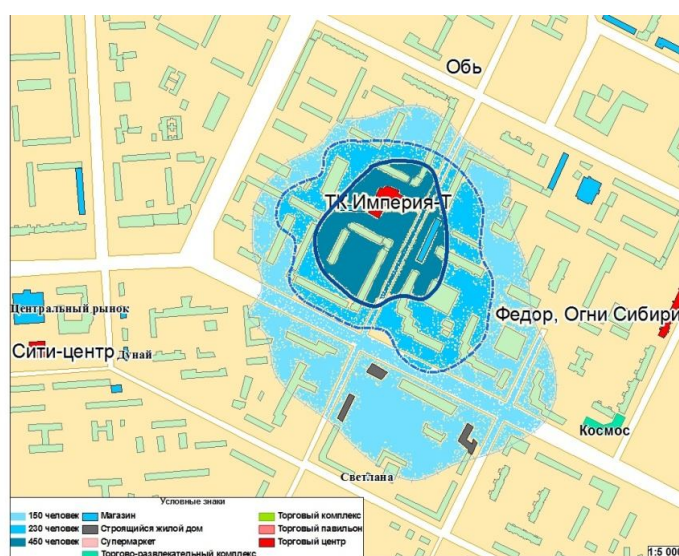 Обь
ТК Империя-Т
Центральный рынок
Федор, Огни Сибири
Сити-центр
Дунай
Космос
Светлана
Условные знаки
150 человек
230 человек
450 человек
Магазин
Строящийся жилой дом
Супермаркет
Торгово-развлекательный комплекс
Торговый комплекс
Торговый павильон
Торговый центр
1:5 000